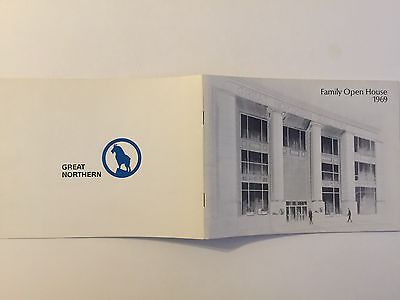 GREAT
NORTHERN
Family Open House
1969